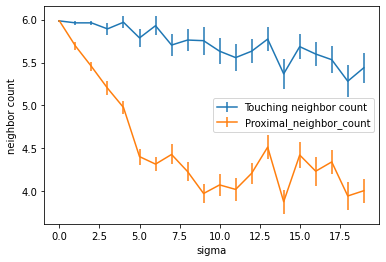 6.0
5.5
5.0
4.5
4.0
neighbor count
Touching neighbor count
Proximal_neighbor_count
0.0 2.5 5.0 7.5 10.0 12.5 15.0 17.5
sigma